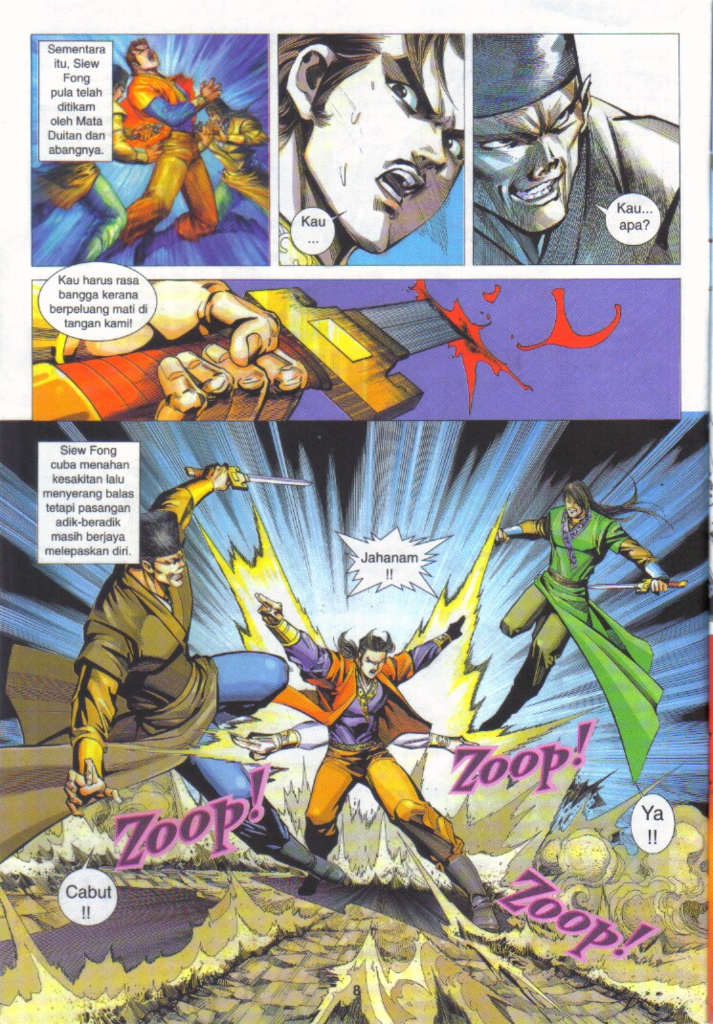 Sementara
itu, Siew
Fong
pula telah
ditikam
oleh Mata
Duitan dan
abangnya.
Kau
...
Kau...
apa?
Kau harus rasa
bangga kerana
berpeluang mati di
tangan kami!
Siew Fong
cuba menahan
kesakitan lalu
menyerang balas
tetapi pasangan
adik-beradik
masih berjaya
melepaskan diri.
Jahanam
!!
Zoop!
Zoop!
Ya
!!
Cabut
!!
Zoop!
8